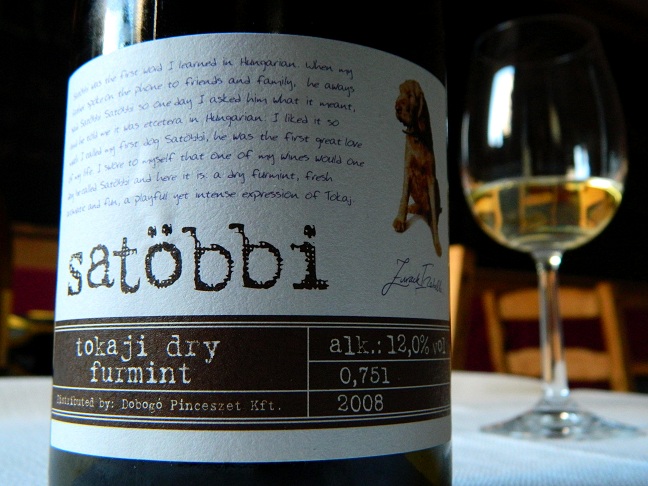 Satöbbi was the first word I learned in Hungarian. When my
spoke on the phone to friends and family, he always
Satöbbi Satöbbi so one day I asked him what it meant,
and he told me it was etcetera in Hungarian. I liked it so
I called my first dog Satöbbi, he was the first great love
of my life. I swore to myself that one of my wines would one
day be called Satöbbi and here it is: a dry furmint, fresh
and fun, a playful yet intense expression of Tokaj.
satöbbi
tokaji dry
furmint
alk.: 12,0% vol
0,75l
2008
Distributed by: Dobogó Pinceszet Kft.